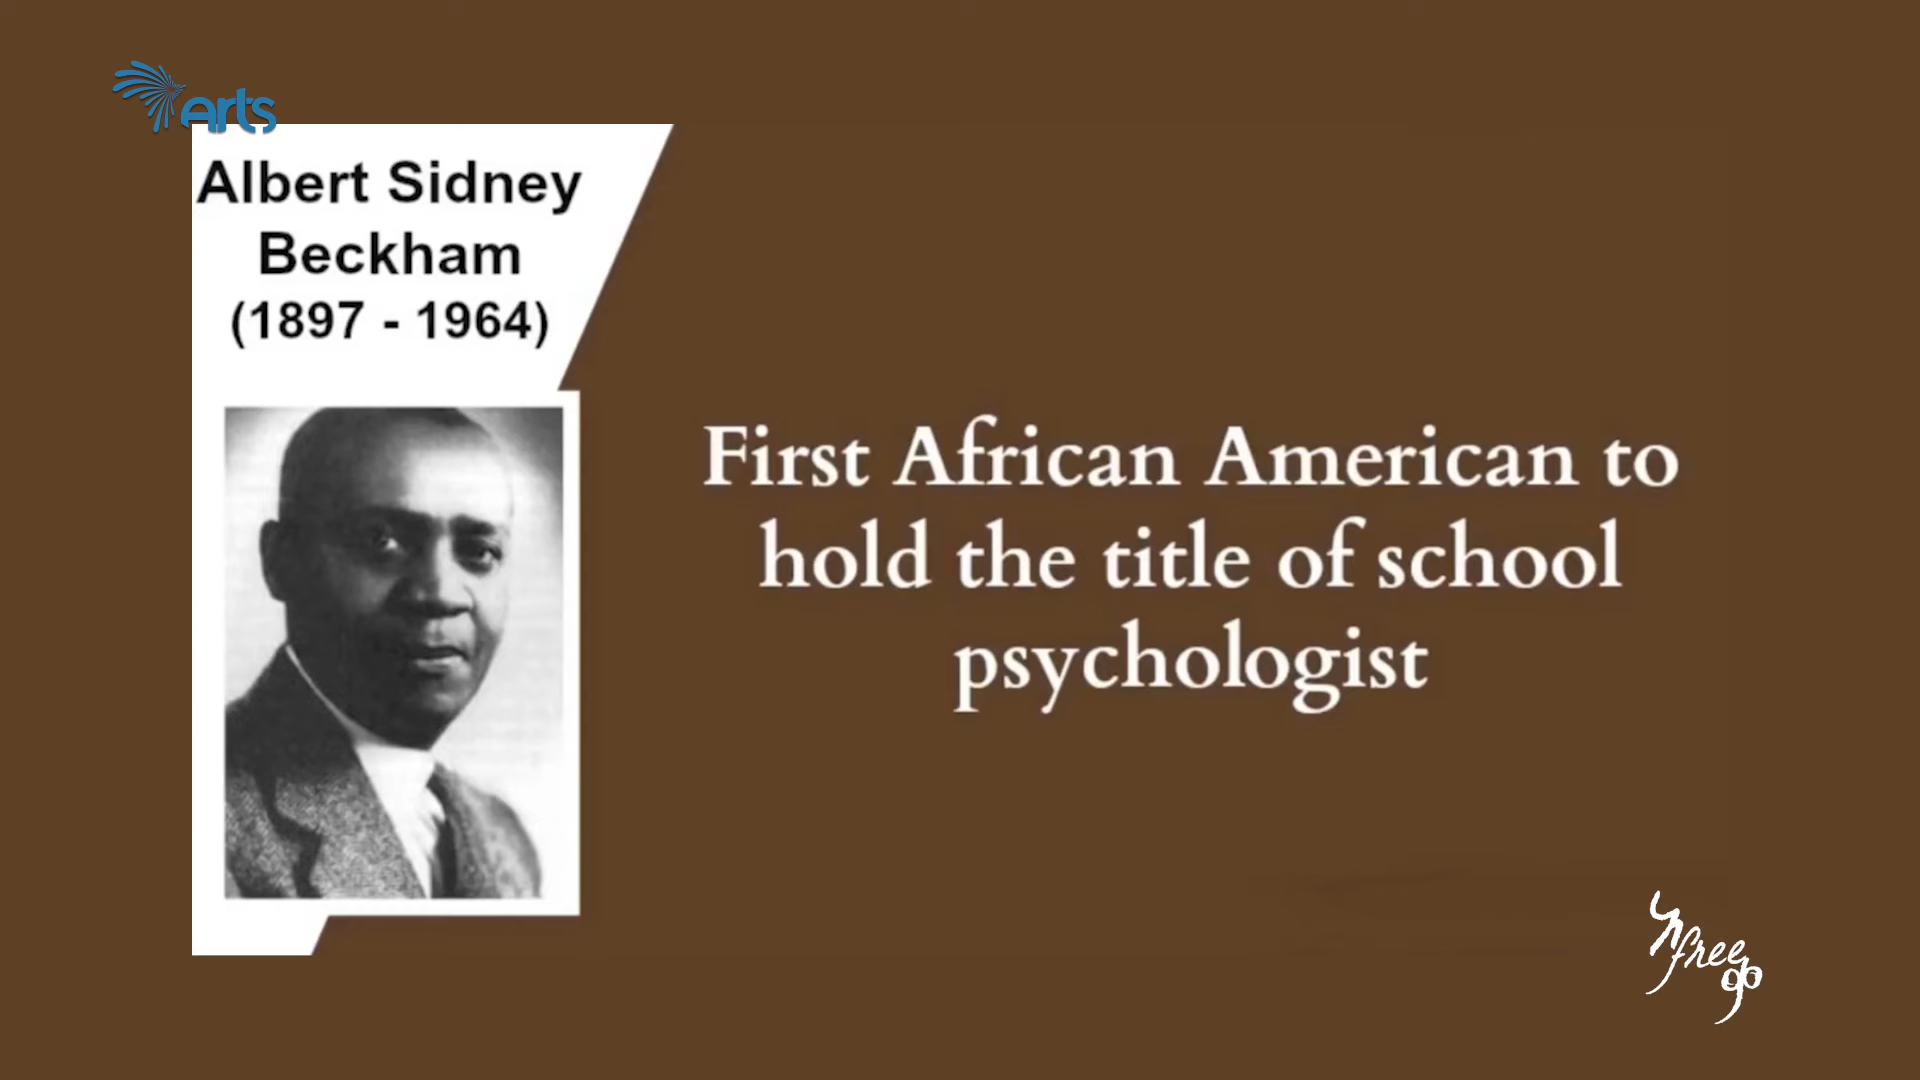 arts
Albert Sidney
Beckham
(1897 - 1964)
First African American to
hold the title of school
psychologist
free
go